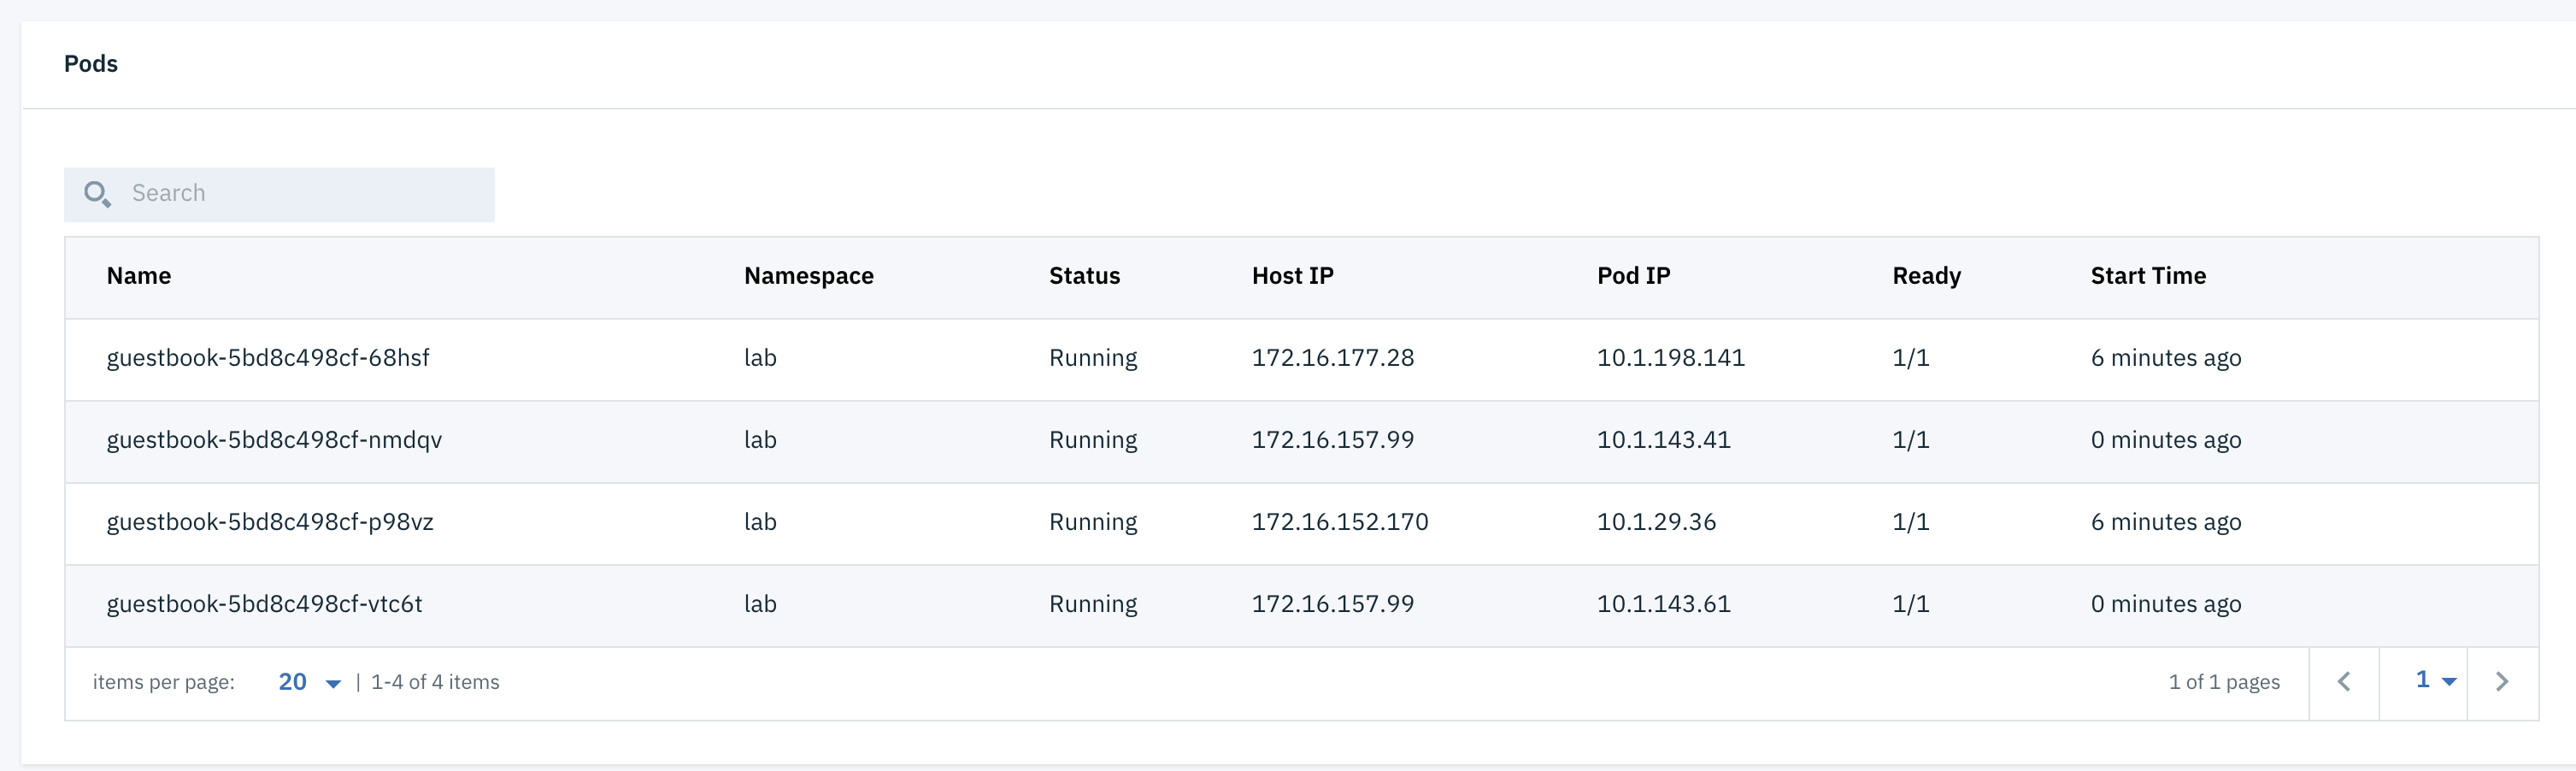 Pods
Search
Name Namespace Status Host IP Pod IP Ready Start Time
guestbook-5bd8c498cf-68hsf lab Running 172.16.177.28 10.1.198.141 1/1 6 minutes ago
guestbook-5bd8c498cf-nmdqv lab Running 172.16.157.99 10.1.143.41 1/1 0 minutes ago
guestbook-5bd8c498cf-p98vz lab Running 172.16.152.170 10.1.29.36 1/1 6 minutes ago
guestbook-5bd8c498cf-vtc6t lab Running 172.16.157.99 10.1.143.61 1/1 0 minutes ago
items per page: 20 | 1-4 of 4 items 1 of 1 pages 1